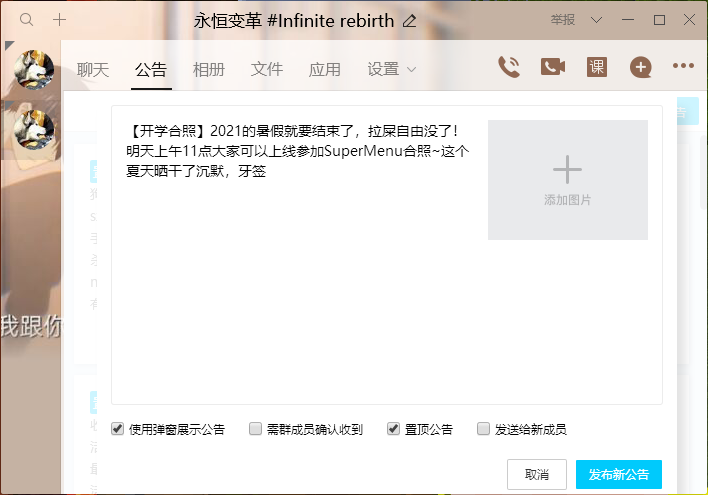 永恒变革 #Infinite rebirth
举报
聊天
公告
相册
文件
应用
设置
课
【开学合照】2021的暑假就要结束了，拉屎自由没了！
明天上午11点大家可以上线参加SuperMenu合照~这个
夏天晒干了沉默，牙签
添加图片
我跟你
使用弹窗展示公告
需群成员确认收到
置顶公告
发送给新成员
取消
发布新公告